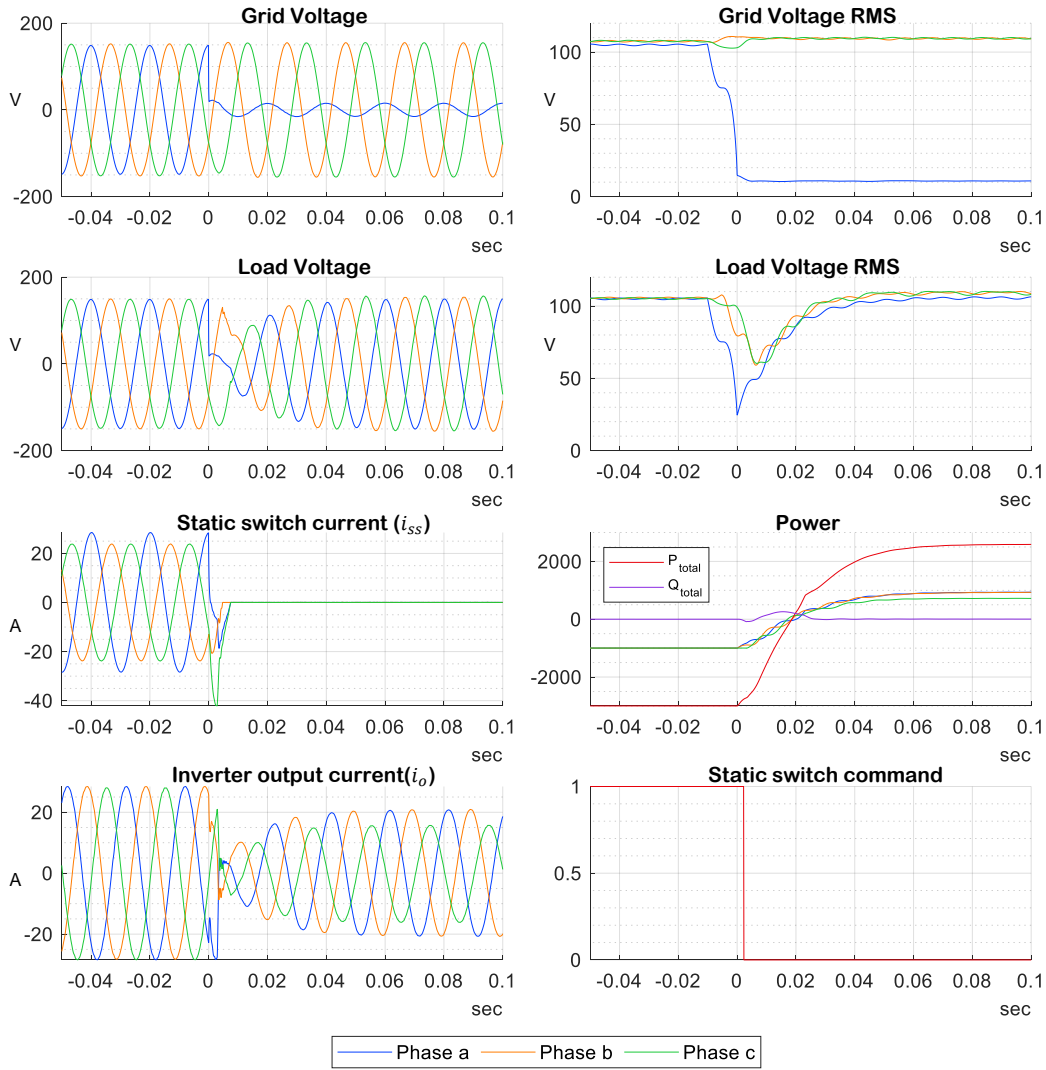 Grid Voltage
200
V
0
-200
-0.04 -0.02 0 0.02 0.04 0.06 0.08 0.1
sec
Grid Voltage RMS
100
V
50
0
-0.04 -0.02 0 0.02 0.04 0.06 0.08 0.1
sec
Load Voltage
200
V
0
-200
-0.04 -0.02 0 0.02 0.04 0.06 0.08 0.1
sec
Load Voltage RMS
100
V
50
0
-0.04 -0.02 0 0.02 0.04 0.06 0.08 0.1
sec
Static switch current (iss)
20
0
A
-20
-40
-0.04 -0.02 0 0.02 0.04 0.06 0.08 0.1
sec
Power
2000
0
-2000
P total
Q total
-0.04 -0.02 0 0.02 0.04 0.06 0.08 0.1
sec
Inverter output current(io)
20
A
0
-20
-0.04 -0.02 0 0.02 0.04 0.06 0.08 0.1
sec
Static switch command
1
0.5
0
-0.04 -0.02 0 0.02 0.04 0.06 0.08 0.1
sec
Phase a Phase b Phase c